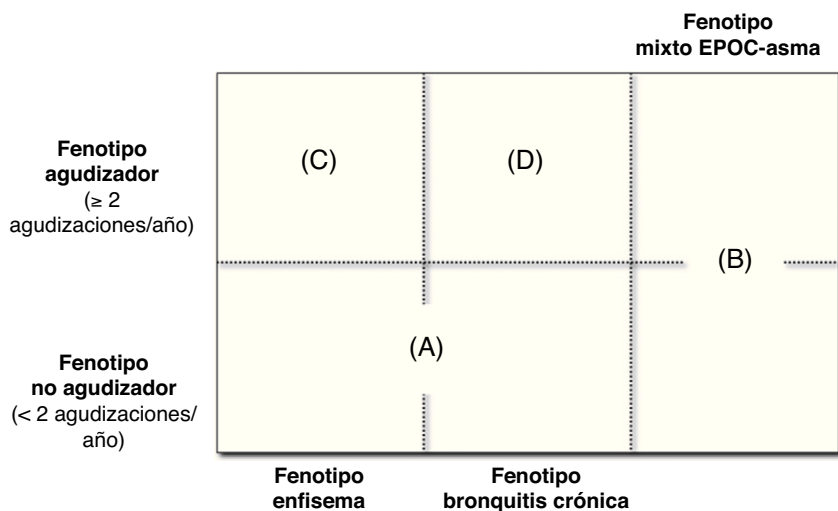 Fenotipo
mixto EPOC-asma
Fenotipo
agudizador
(≥ 2
agudizaciones/año)
(C)
(D)
(B)
Fenotipo
no agudizador
(< 2 agudizaciones/
año)
(A)
Fenotipo
enfisema
Fenotipo
bronquitis crónica